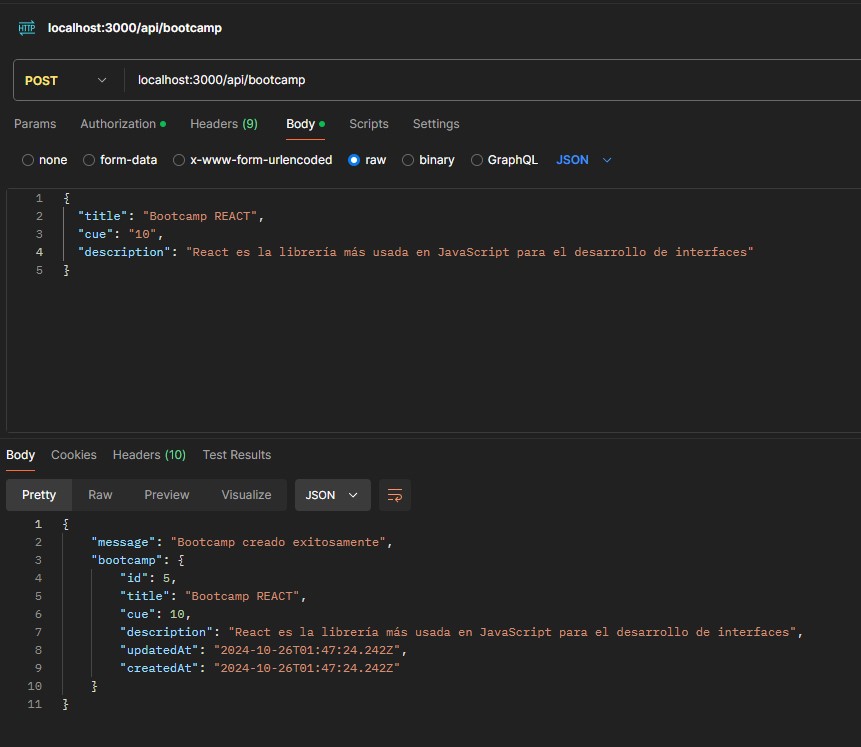 HTTP localhost:3000/api/bootcamp
POST localhost:3000/api/bootcamp
Params Authorization Headers (9) Body Scripts Settings
none form-data x-www-form-urlencoded raw binary GraphQL JSON
1 {
2 "title": "Bootcamp REACT",
3 "cue": "10",
4 "description": "React es la librería más usada en JavaScript para el desarrollo de interfaces"
5 }
Body Cookies Headers (10) Test Results
Pretty Raw Preview Visualize JSON
1 {
2 "message": "Bootcamp creado exitosamente",
3 "bootcamp": {
4 "id": 5,
5 "title": "Bootcamp REACT",
6 "cue": 10,
7 "description": "React es la librería más usada en JavaScript para el desarrollo de interfaces",
8 "updatedAt": "2024-10-26T01:47:24.242Z",
9 "createdAt": "2024-10-26T01:47:24.242Z"
10 }
11 }